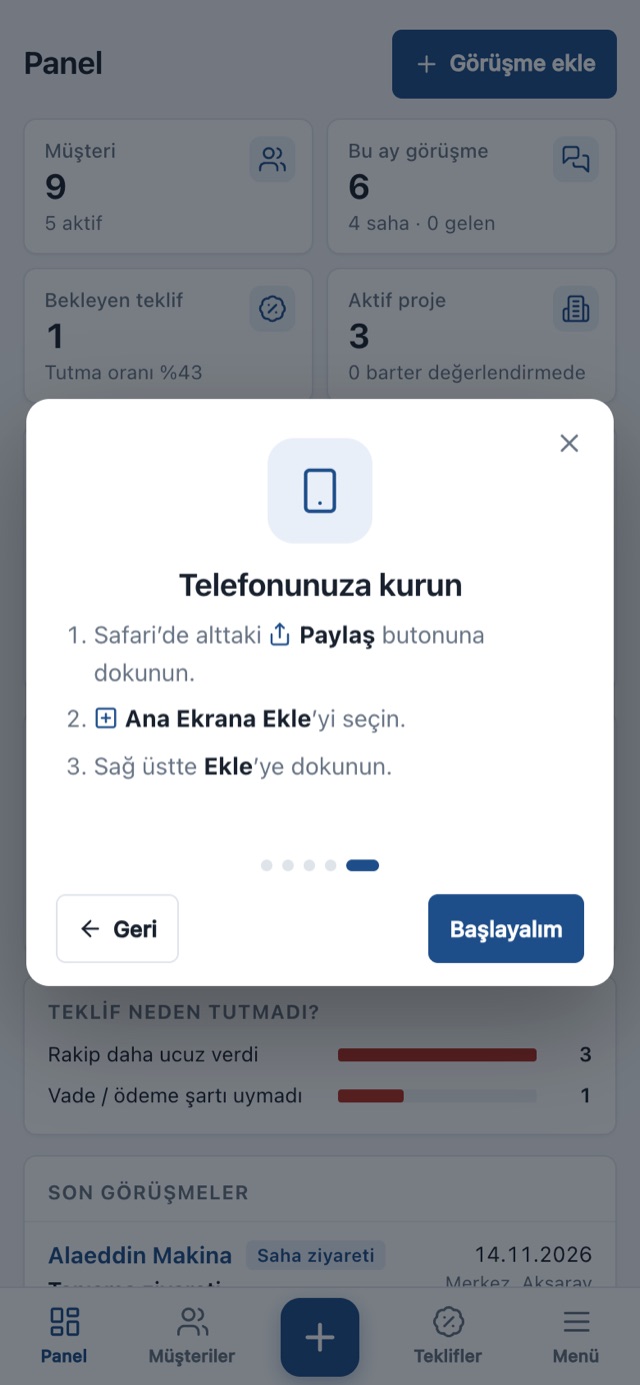 Panel
+ Görüşme ekle
Müşteri
9
5 aktif
Bu ay görüşme
6
4 saha · 0 gelen
Bekleyen teklif
1
Tutma oranı %43
Aktif proje
3
0 barter değerlendirmede
Telefonunuza kurun
1. Safari’de alttaki Paylaş butonuna
dokunun.
2. Ana Ekrana Ekle’yi seçin.
3. Sağ üstte Ekle’ye dokunun.
← Geri
Başlayalım
TEKLİF NEDEN TUTMADI?
Rakip daha ucuz verdi 3
Vade / ödeme şartı uymadı 1
SON GÖRÜŞMELER
Alaeddin Makina Saha ziyareti 14.11.2026
Merkez, Aksaray
Panel
Müşteriler
Teklifler
Menü